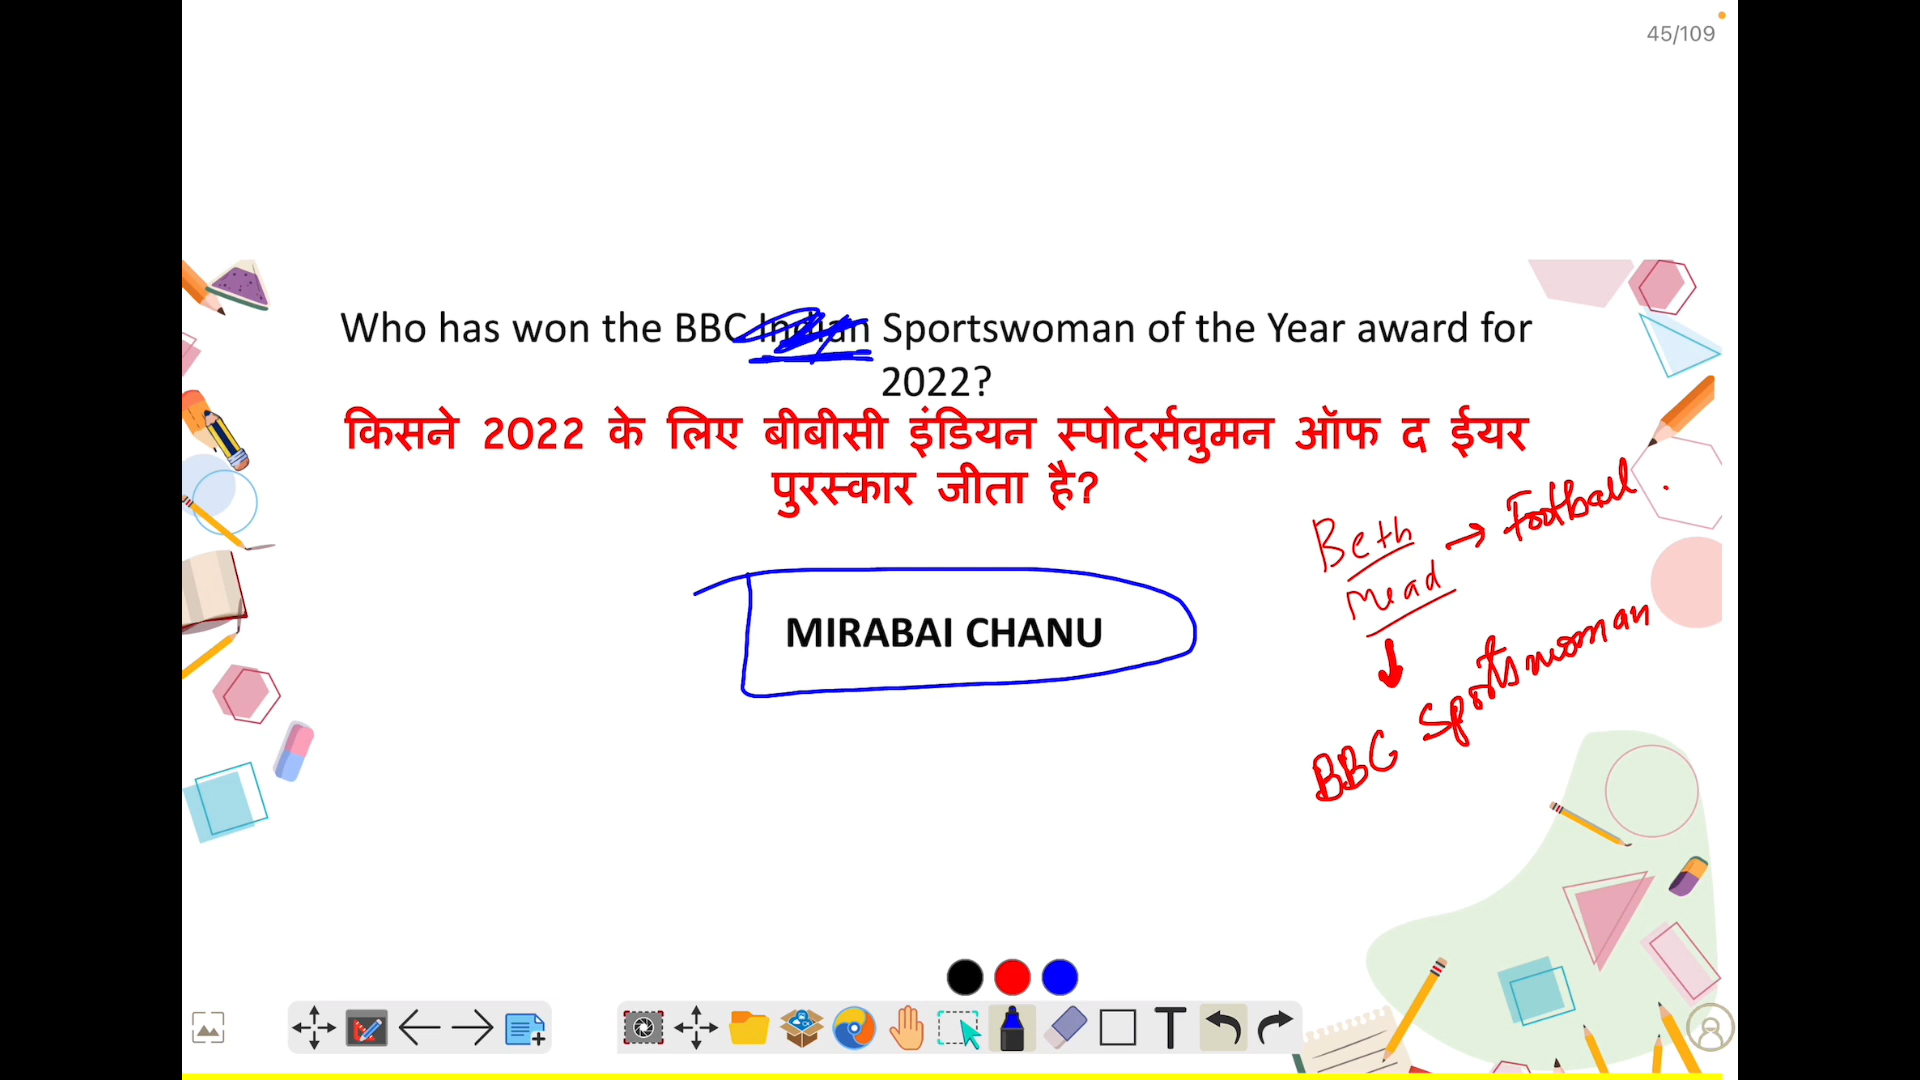 45/109
Who has won the BBC Indian Sportswoman of the Year award for
2022?
किसने 2022 के लिए बीबीसी इंडियन स्पोर्ट्सवुमन ऑफ द ईयर
पुरस्कार जीता है?
Beth → Football.
Mead
MIRABAI CHANU
BBC Sportswoman